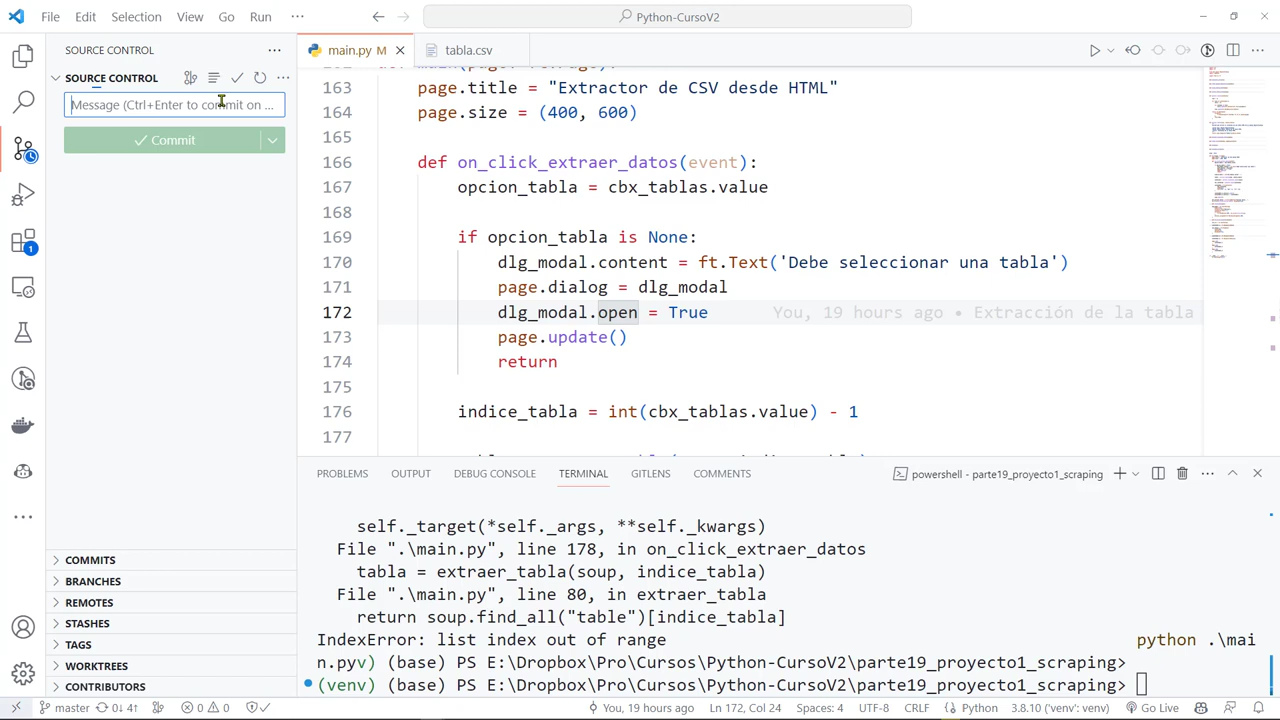 File Edit Selection View Go Run ···
Python-CursoV2
SOURCE CONTROL
SOURCE CONTROL
Message (Ctrl+Enter to commit on...
Commit
COMMITS
BRANCHES
REMOTES
STASHES
TAGS
WORKTREES
CONTRIBUTORS
main.py M
tabla.csv
163 page.title "Extracción de CSV desde HTML"
164 page.size = 400, 500
165
166 def on_click_extraer_datos(event):
167 opcion_tabla = cbx_tablas.value
168
169 if None
170 dlg_modal seleccionar una tabla')
171 page.dialog = dlg_modal
172 dlg_modal.open = True You, 19 hours ago Extracción de la tabla
173 page.update()
174 return
175
176 indice_tabla = int(cbx_tablas.value) - 1
177
PROBLEMS OUTPUT DEBUG CONSOLE TERMINAL GITLENS COMMENTS
powershell - parte19_proyecto1_scraping
self._target(*self._args, **self._kwargs)
File ".\main.py", line 178, in on_click_extraer_datos
tabla = extraer_tabla(soup, indice_tabla)
File ".\main.py", line 80, in extraer_tabla
return soup.find_all("table")[indice_tabla]
IndexError: list index out of range python .\mai
n.pyv) (base) PS E:\Dropbox\Pro\Cursos\Python-CursoV2\parte19_proyecto1_scraping>
(venv) (base) PS E:\Dropbox\Pro\Cursos\Python-CursoV2\parte19_proyecto1_scraping>
master 0↓ 4↑ 0 0 You, 19 hours ago Ln 172, Col 24 Spaces: 4 UTF-8 CRLF Python 3.8.10 ('venv': venv) Go Live